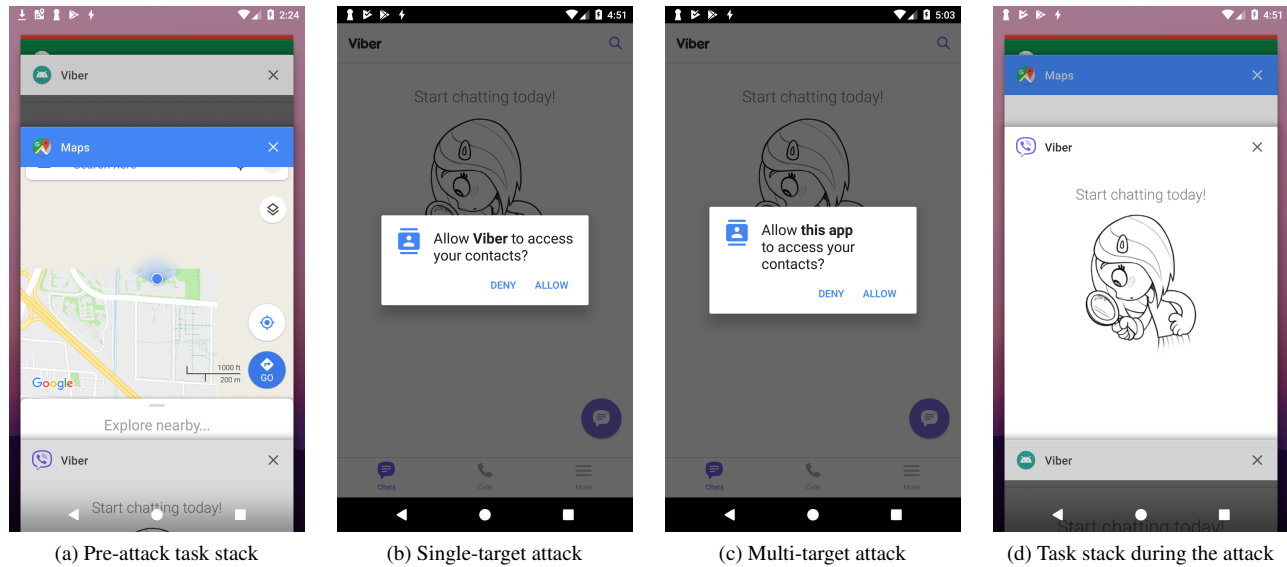 2:24
Viber
Maps
Search here
1000 ft
200 m
Google
GO
Explore nearby...
Viber
Start chatting today!
(a) Pre-attack task stack
4:51
Viber
Start chatting today!
Allow Viber to access
your contacts?
DENY ALLOW
Chats Calls More
(b) Single-target attack
5:03
Viber
Start chatting today!
Allow this app
to access your
contacts?
DENY ALLOW
Chats Calls More
(c) Multi-target attack
4:51
Maps
Viber
Start chatting today!
Viber
Start chatting today!
(d) Task stack during the attack